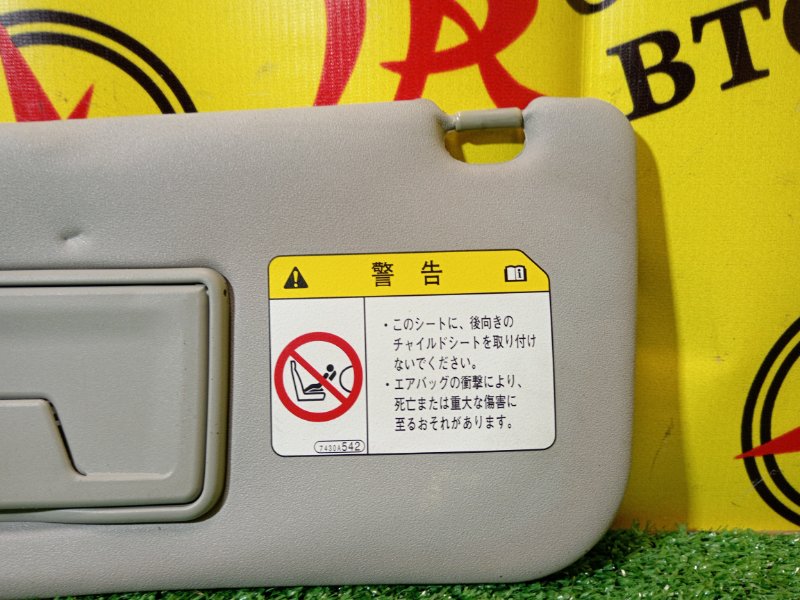 ВТО
警告
・このシートに、後向きの
チャイルドシートを取り付け
ないでください。
・エアバッグの衝撃により、
死亡または重大な傷害に
至るおそれがあります。
7430A542